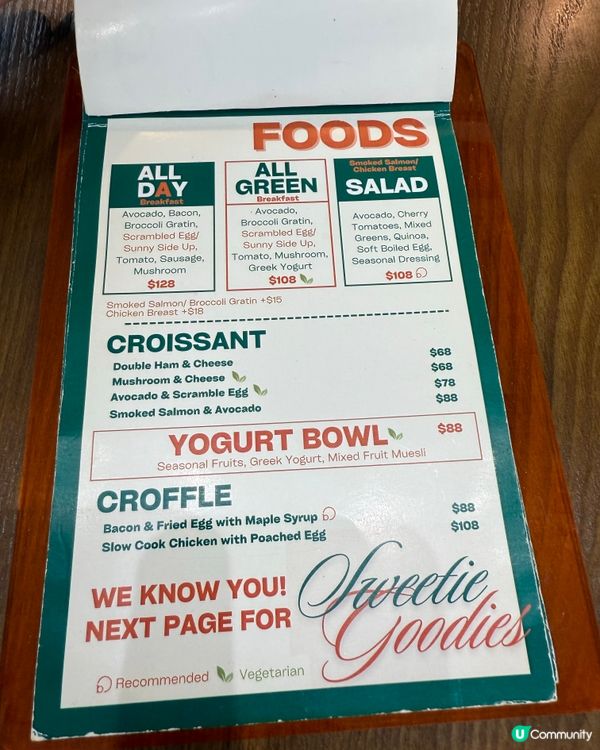 FOODS
ALL
DAY
Breakfast
Avocado, Bacon,
Broccoli Gratin,
Scrambled Egg/
Sunny Side Up,
Tomato, Sausage,
Mushroom
$128
ALL
GREEN
Breakfast
Avocado,
Broccoli Gratin,
Scrambled Egg/
Sunny Side Up,
Tomato, Mushroom,
Greek Yogurt
$108
Smoked Salmon/
Chicken Breast
SALAD
Avocado, Cherry
Tomatoes, Mixed
Greens, Quinoa,
Soft Boiled Egg,
Seasonal Dressing
$108
Smoked Salmon/ Broccoli Gratin +$15
Chicken Breast +$18
CROISSANT
Double Ham & Cheese $68
Mushroom & Cheese $68
Avocado & Scramble Egg $78
Smoked Salmon & Avocado $88
YOGURT BOWL $88
Seasonal Fruits, Greek Yogurt, Mixed Fruit Muesli
CROFFLE
Bacon & Fried Egg with Maple Syrup $88
Slow Cook Chicken with Poached Egg $108
WE KNOW YOU!
NEXT PAGE FOR
Sweetie
Goodies
Recommended Vegetarian
U Community